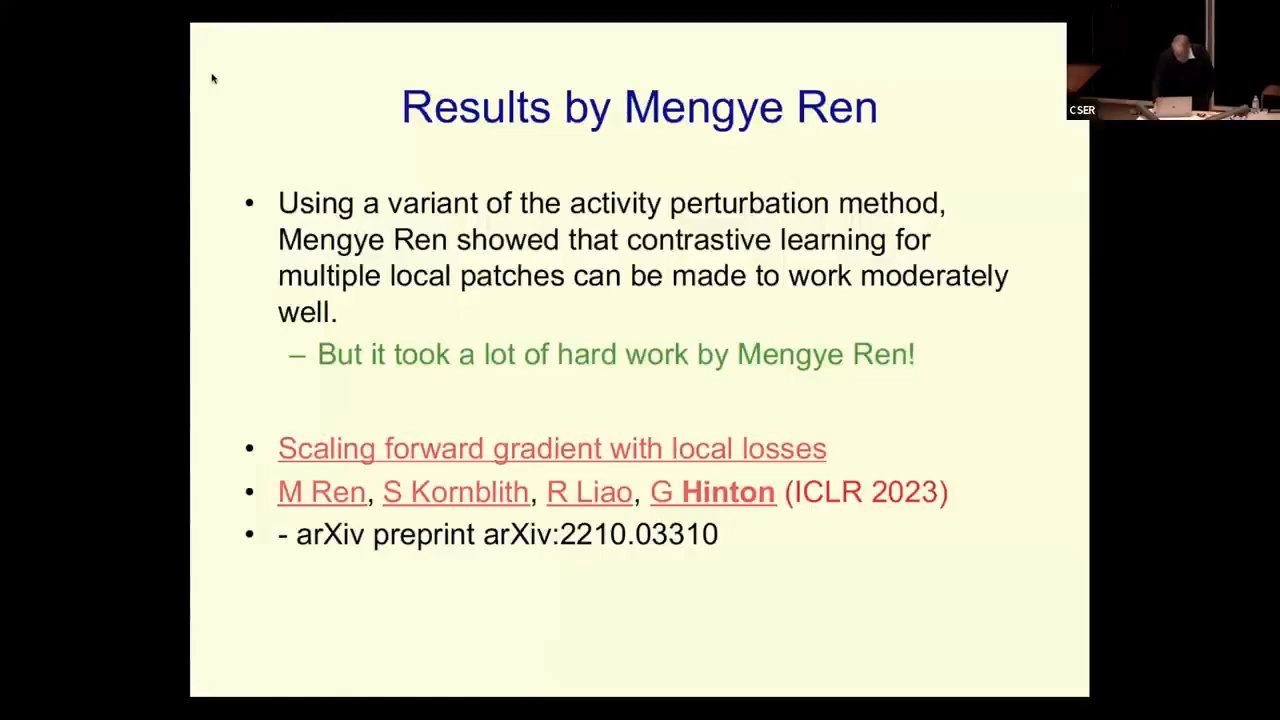 CSER
Results by Mengye Ren
• Using a variant of the activity perturbation method,
Mengye Ren showed that contrastive learning for
multiple local patches can be made to work moderately
well.
– But it took a lot of hard work by Mengye Ren!
• Scaling forward gradient with local losses
• M Ren, S Kornblith, R Liao, G Hinton (ICLR 2023)
• - arXiv preprint arXiv:2210.03310